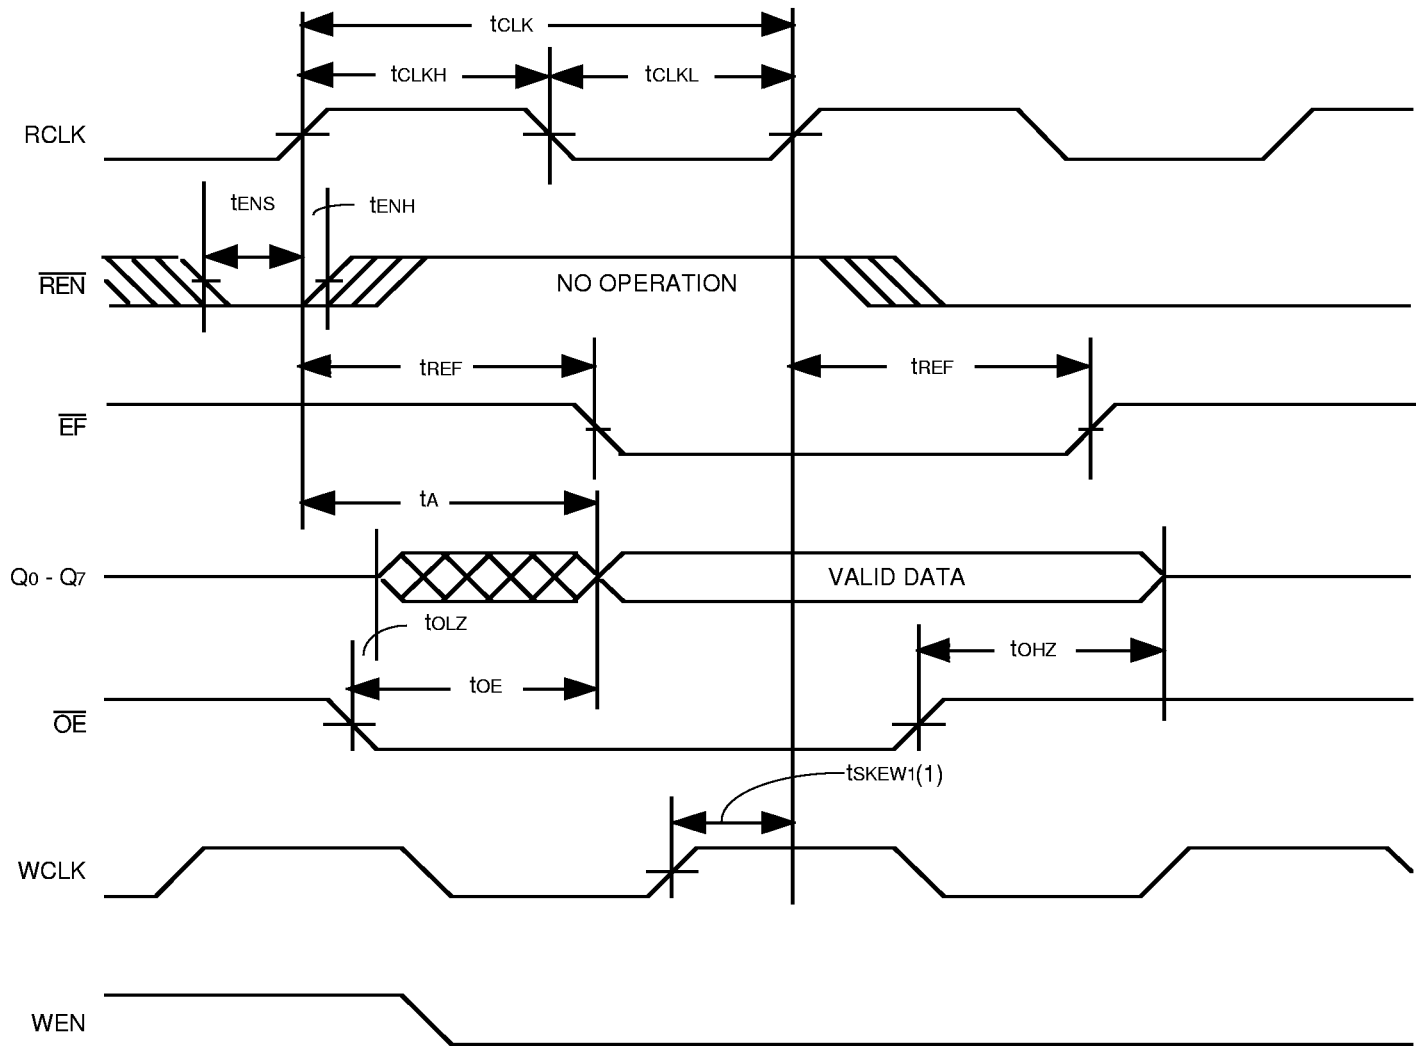 tCLK
tCLKH
tCLKL
RCLK
tENS
tENH
REN
NO OPERATION
tREF
tREF
EF
tA
Q0 - Q7
VALID DATA
tOLZ
tOHZ
tOE
OE
tSKEW1(1)
WCLK
WEN